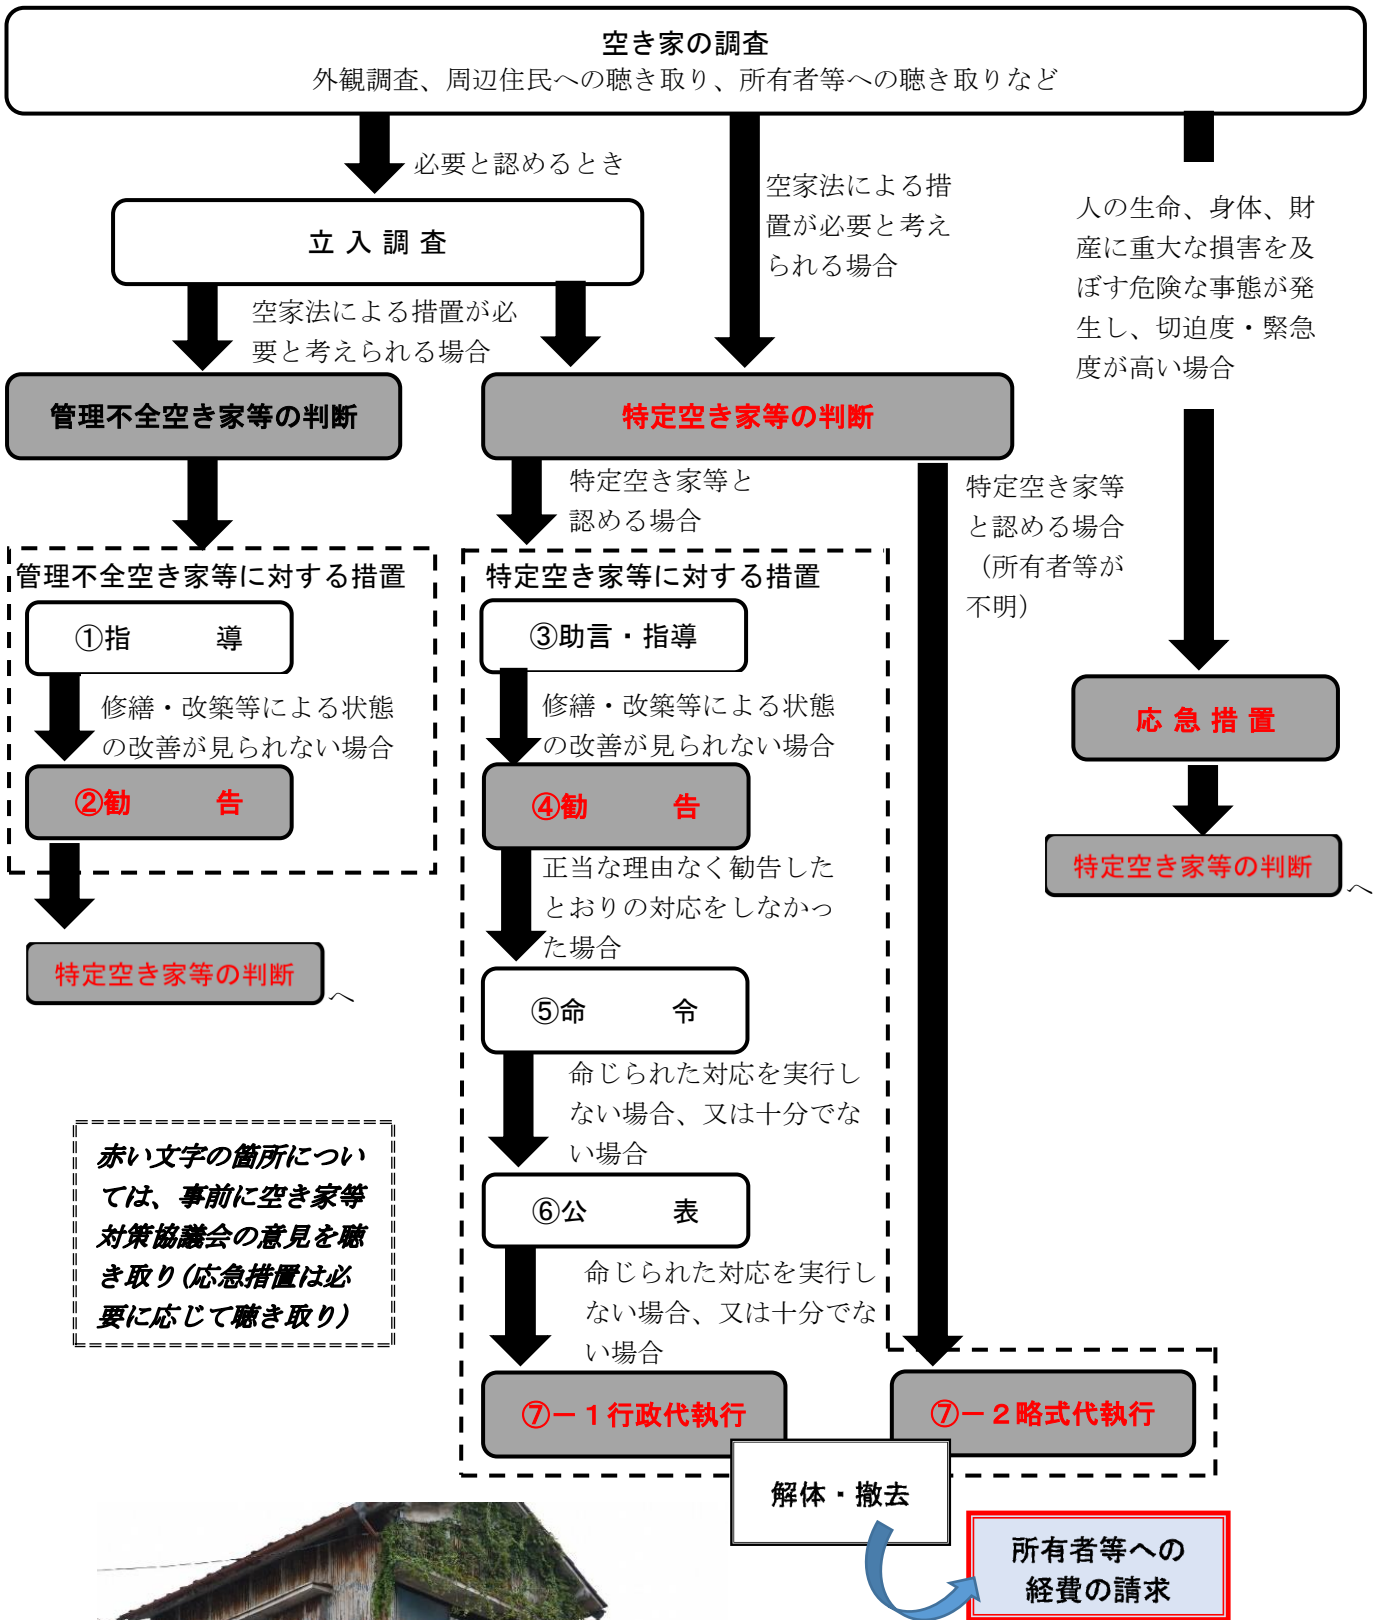 空き家の調査
外観調査、周辺住民への聴き取り、所有者等への聴き取りなど
必要と認めるとき
立 入 調 査
空家法による措
置が必要と考え
られる場合
人の生命、身体、財
産に重大な損害を及
ぼす危険な事態が発
生し、切迫度・緊急
度が高い場合
空家法による措置が必
要と考えられる場合
管理不全空き家等の判断
特定空き家等の判断
特定空き家等と
認める場合
特定空き家等
と認める場合
（所有者等が
不明）
管理不全空き家等に対する措置
①指　　　導
修繕・改築等による状態
の改善が見られない場合
②勧　　　告
特定空き家等の判断 へ
特定空き家等に対する措置
③助言・指導
修繕・改築等による状態
の改善が見られない場合
④勧　　　告
正当な理由なく勧告した
とおりの対応をしなかっ
た場合
⑤命　　　令
命じられた対応を実行し
ない場合、又は十分でな
い場合
⑥公　　　表
命じられた対応を実行し
ない場合、又は十分でな
い場合
⑦－１行政代執行
⑦－２略式代執行
応 急 措 置
特定空き家等の判断 へ
赤い文字の箇所につい
ては、事前に空き家等
対策協議会の意見を聴
き取り（応急措置は必
要に応じて聴き取り）
解体・撤去
所有者等への
経費の請求